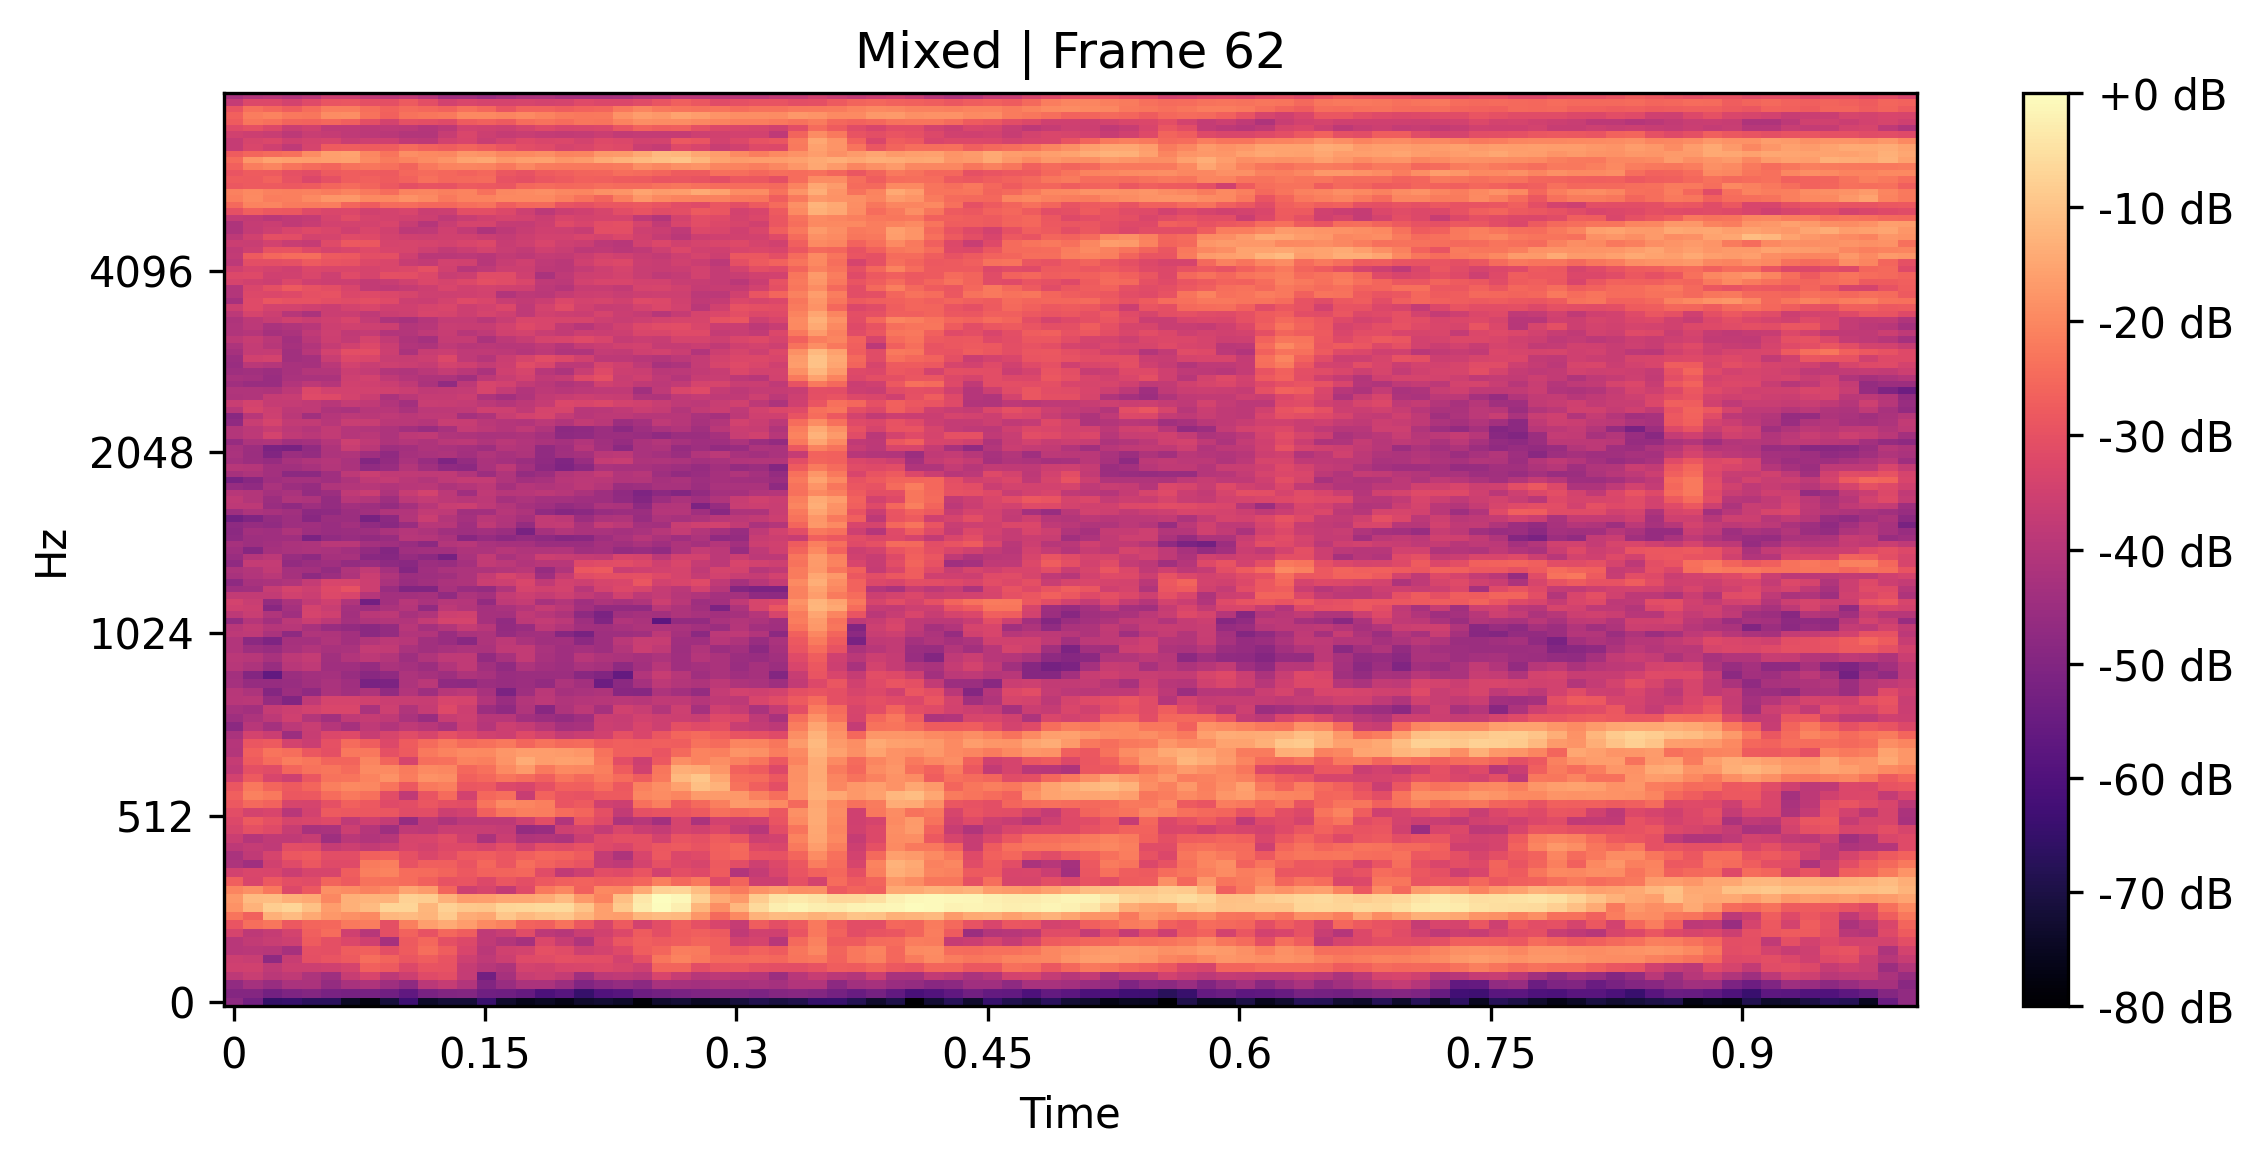 Mixed | Frame 62
+0 dB
-10 dB
-20 dB
-30 dB
-40 dB
-50 dB
-60 dB
-70 dB
-80 dB
Hz
4096
2048
1024
512
0
0 0.15 0.3 0.45 0.6 0.75 0.9
Time